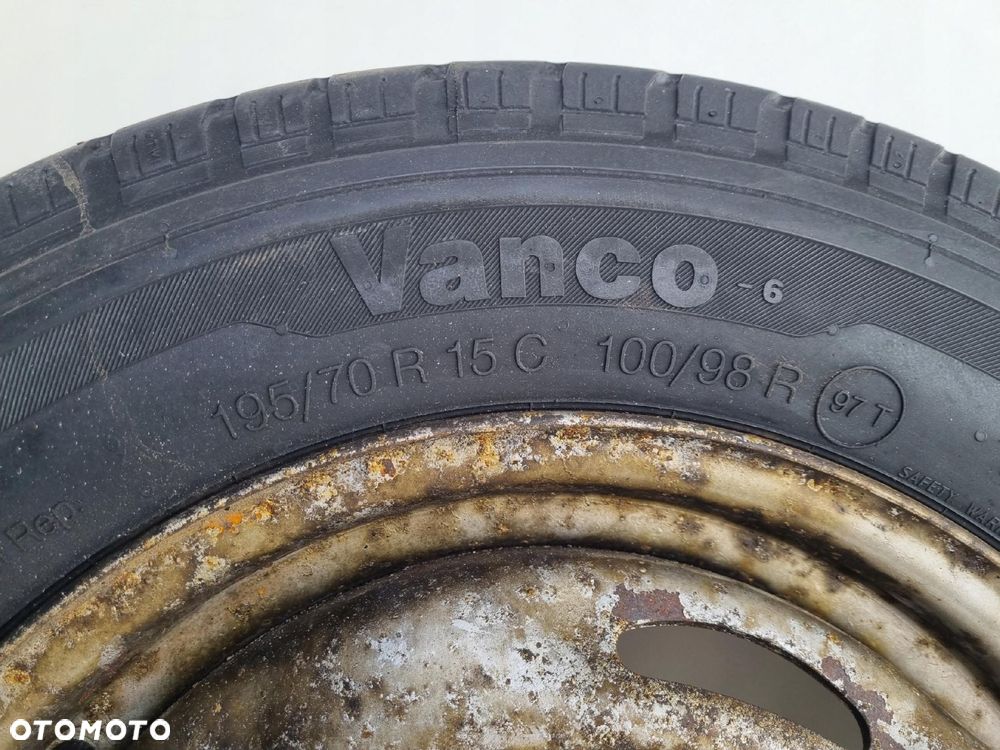 Vanco - 6
195/70 R 15 C 100/98 R 97 T
Rep.
SAFETY
OTOMOTO